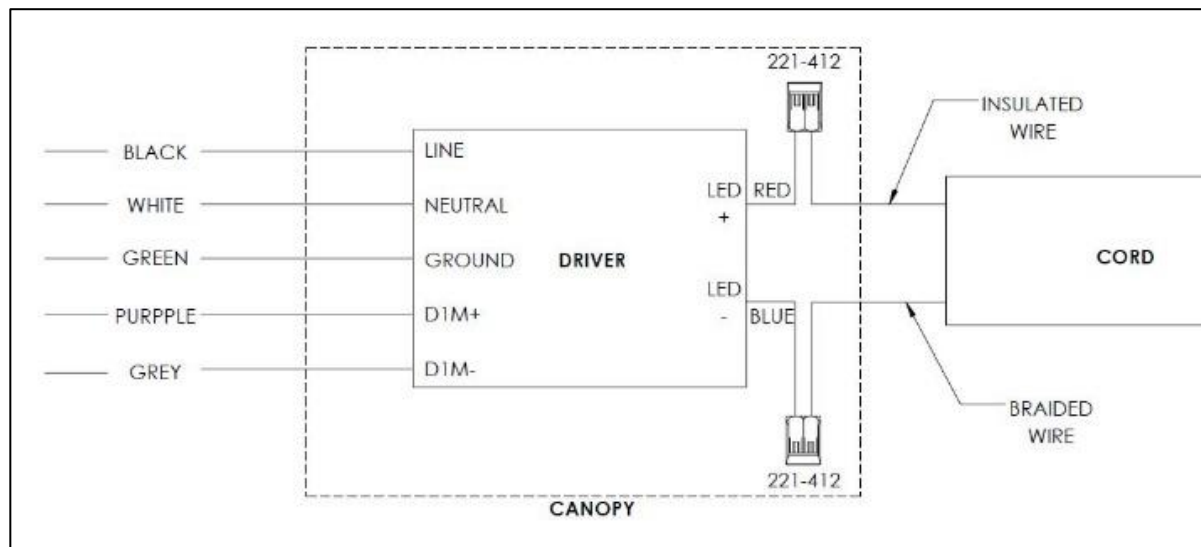 221-412
INSULATED
WIRE
BLACK
LINE
WHITE
NEUTRAL
LED
+
RED
GREEN
GROUND
DRIVER
CORD
PURPPLE
D1M+
LED
-
BLUE
GREY
D1M-
BRAIDED
WIRE
221-412
CANOPY